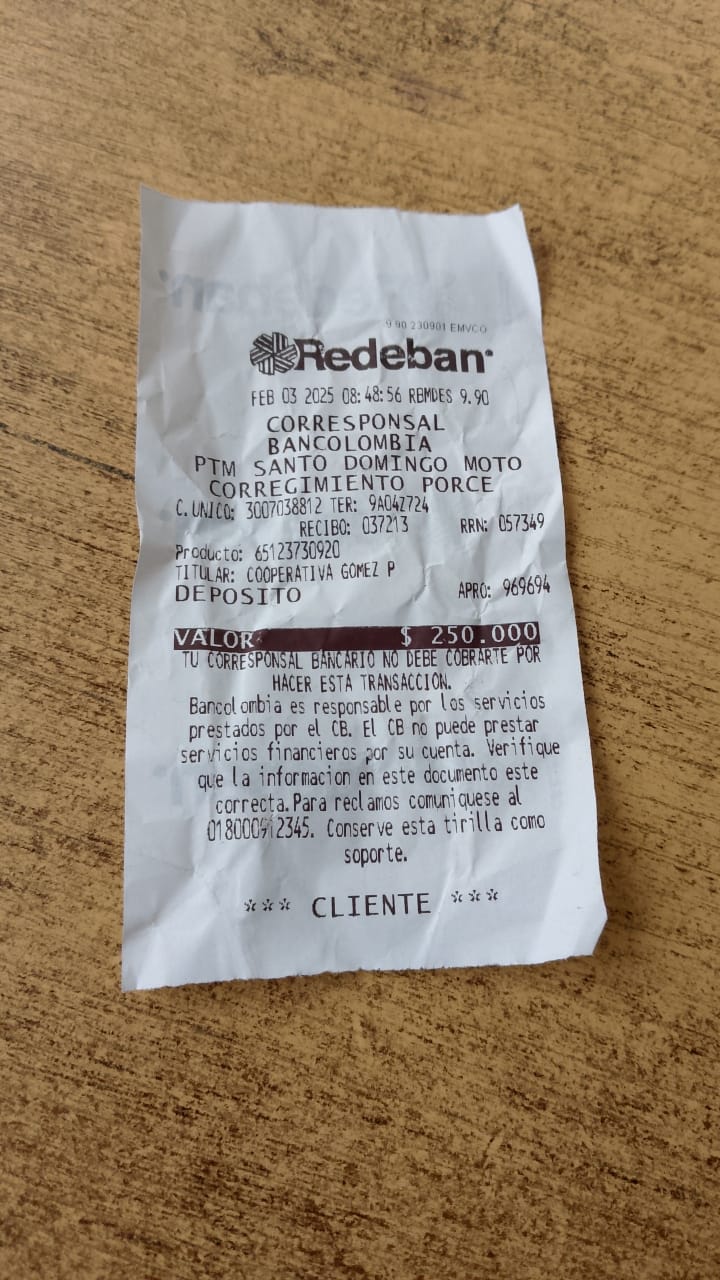 9.90 230901 EMVCO
Redeban
FEB 03 2025 08:48:56 RBMDES 9.90
CORRESPONSAL
BANCOLOMBIA
PTM SANTO DOMINGO MOTO
CORREGIMIENTO PORCE
C. UNICO: 3007038812 TER: 9A04Z724
RECIBO: 037213 RRN: 057349
Producto: 65123730920
TITULAR: COOPERATIVA GOMEZ P
DEPOSITO APRO: 969694
VALOR $ 250.000
TU CORRESPONSAL BANCARIO NO DEBE COBRARTE POR
HACER ESTA TRANSACCION.
Bancolombia es responsable por los servicios
prestados por el CB. El CB no puede prestar
servicios financieros por su cuenta. Verifique
que la informacion en este documento este
correcta.Para reclamos comuniquese al
018000912345. Conserve esta tirilla como
soporte.
*** CLIENTE ***